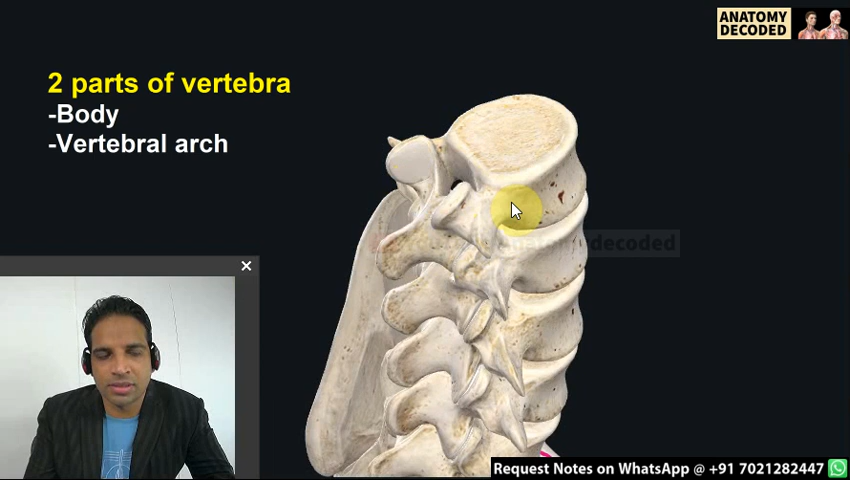 ANATOMY
DECODED
2 parts of vertebra
-Body
-Vertebral arch
Request Notes on WhatsApp @ +91 7021282447